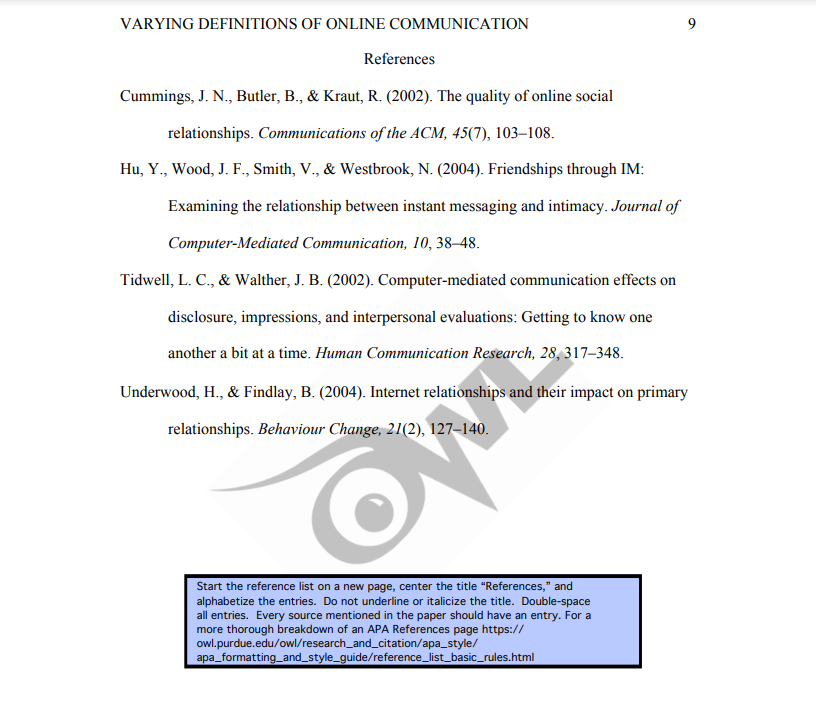 VARYING DEFINITIONS OF ONLINE COMMUNICATION 9
References
Cummings, J. N., Butler, B., & Kraut, R. (2002). The quality of online social
relationships. Communications of the ACM, 45(7), 103–108.
Hu, Y., Wood, J. F., Smith, V., & Westbrook, N. (2004). Friendships through IM:
Examining the relationship between instant messaging and intimacy. Journal of
Computer-Mediated Communication, 10, 38–48.
Tidwell, L. C., & Walther, J. B. (2002). Computer-mediated communication effects on
disclosure, impressions, and interpersonal evaluations: Getting to know one
another a bit at a time. Human Communication Research, 28, 317–348.
Underwood, H., & Findlay, B. (2004). Internet relationships and their impact on primary
relationships. Behaviour Change, 21(2), 127–140.
OWL
Start the reference list on a new page, center the title “References,” and
alphabetize the entries. Do not underline or italicize the title. Double-space
all entries. Every source mentioned in the paper should have an entry. For a
more thorough breakdown of an APA References page https://
owl.purdue.edu/owl/research_and_citation/apa_style/
apa_formatting_and_style_guide/reference_list_basic_rules.html